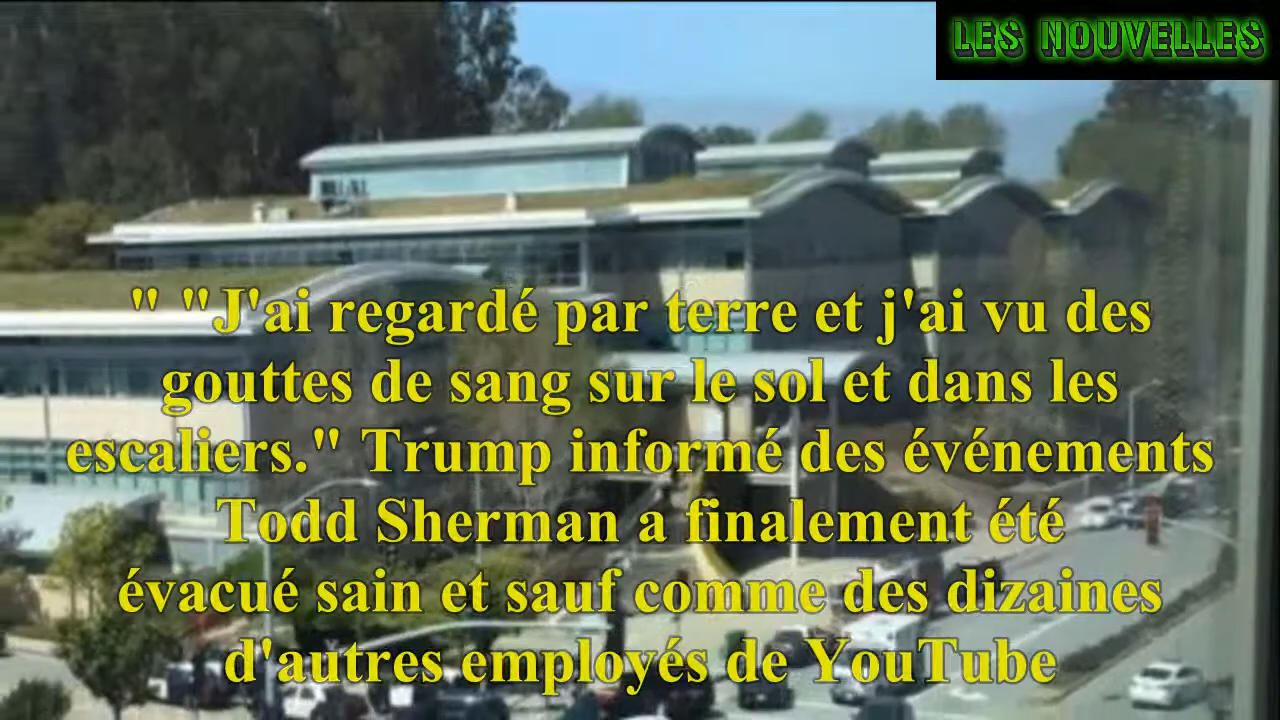 LES NOUVELLES
" "J'ai regardé par terre et j'ai vu des
gouttes de sang sur le sol et dans les
escaliers." Trump informé des événements
Todd Sherman a finalement été
évacué sain et sauf comme des dizaines
d'autres employés de YouTube